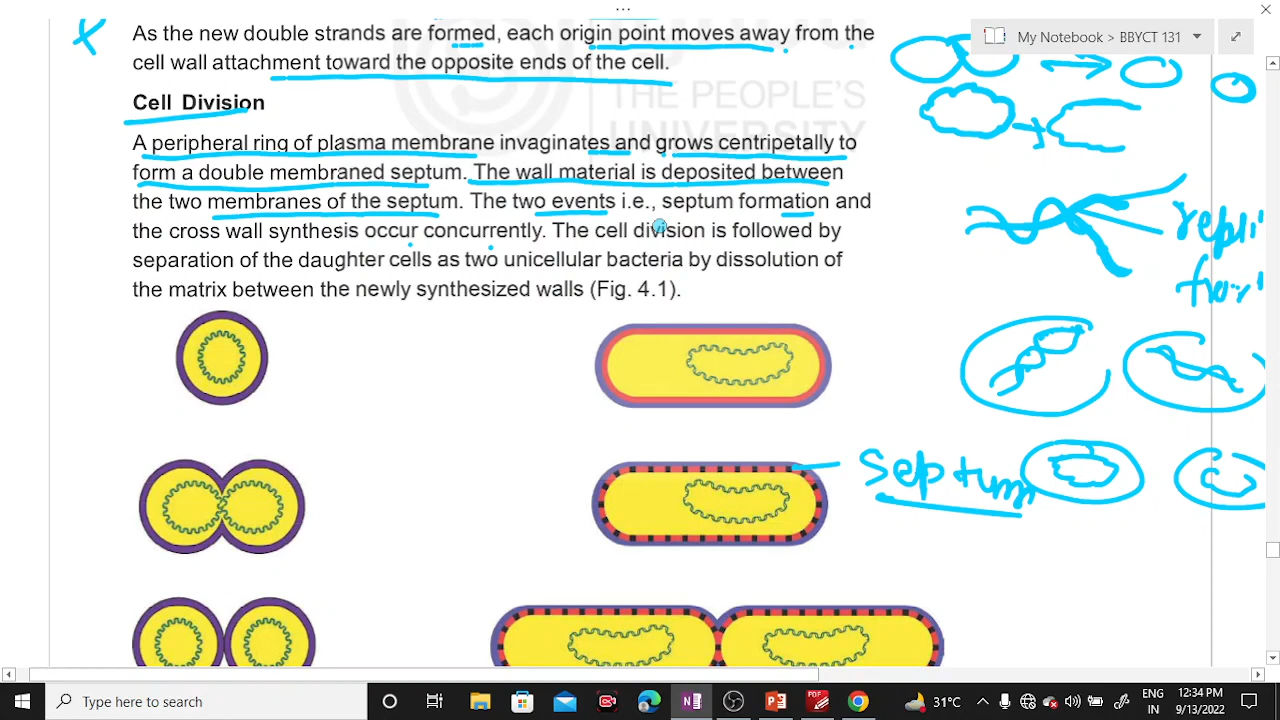 My Notebook > BBYCT 131
As the new double strands are formed, each origin point moves away from the
cell wall attachment toward the opposite ends of the cell.
THE PEOPLE'S
UNIVERSITY
Cell Division
A peripheral ring of plasma membrane invaginates and grows centripetally to
form a double membraned septum. The wall material is deposited between
the two membranes of the septum. The two events i.e., septum formation and
the cross wall synthesis occur concurrently. The cell division is followed by
separation of the daughter cells as two unicellular bacteria by dissolution of
the matrix between the newly synthesized walls (Fig. 4.1).
repli
Septum
Type here to search
31°C
ENG
IN
12:34 PM
9/13/2022